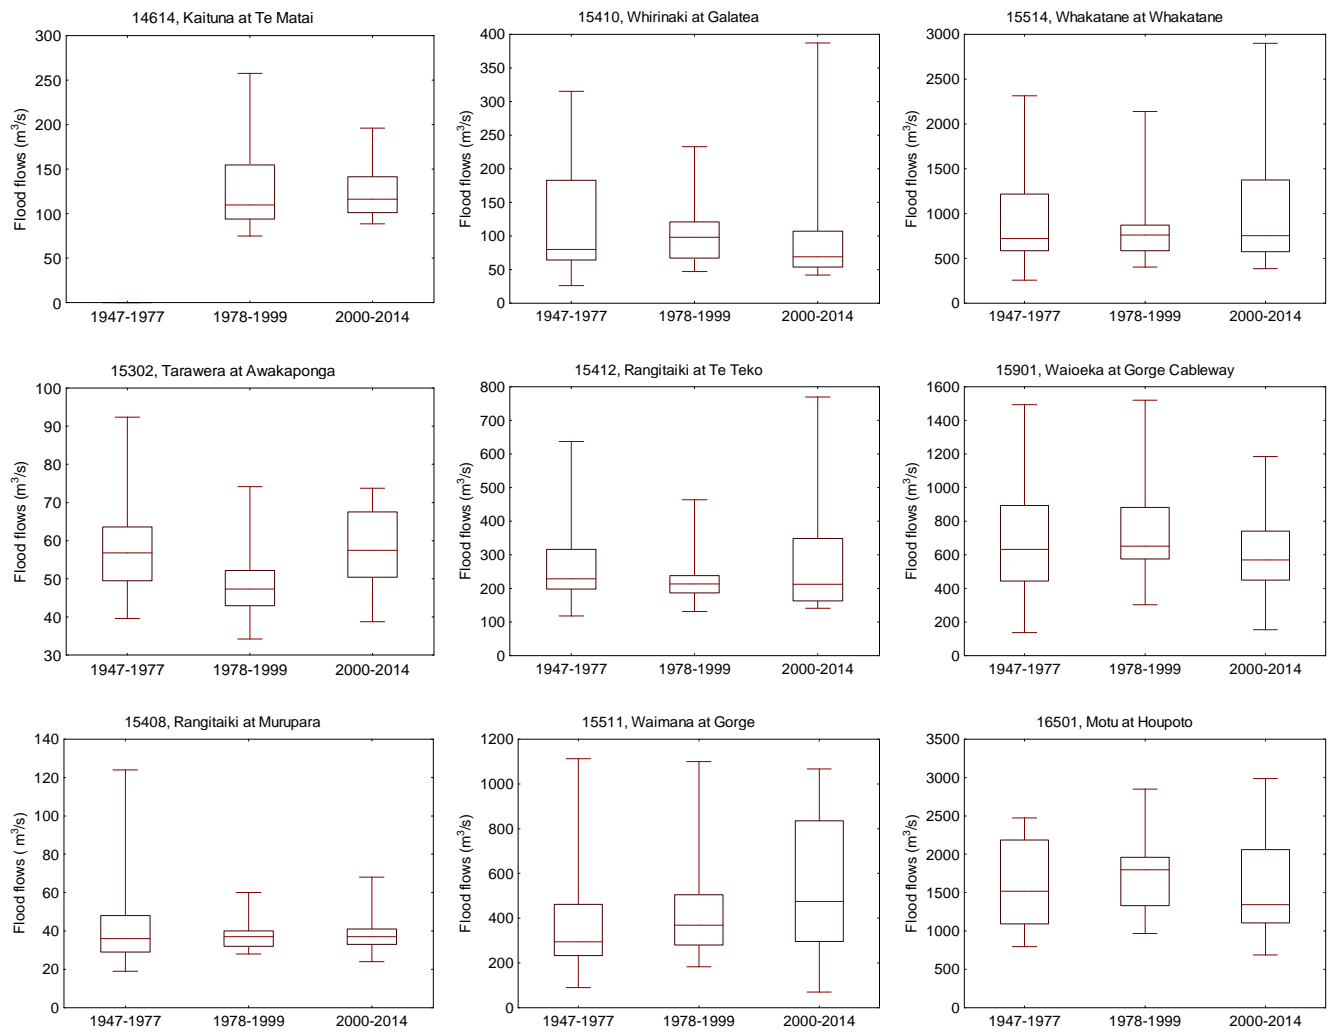 14614, Kaituna at Te Matai
Flood flows (m³/s)
300
250
200
150
100
50
0
1947-1977 1978-1999 2000-2014
15410, Whirinaki at Galatea
Flood flows (m³/s)
400
350
300
250
200
150
100
50
0
1947-1977 1978-1999 2000-2014
15514, Whakatane at Whakatane
Flood flows (m³/s)
3000
2500
2000
1500
1000
500
0
1947-1977 1978-1999 2000-2014
15302, Tarawera at Awakaponga
Flood flows (m³/s)
100
90
80
70
60
50
40
30
1947-1977 1978-1999 2000-2014
15412, Rangitaiki at Te Teko
Flood flows (m³/s)
800
700
600
500
400
300
200
100
0
1947-1977 1978-1999 2000-2014
15901, Waioeka at Gorge Cableway
Flood flows (m³/s)
1600
1400
1200
1000
800
600
400
200
0
1947-1977 1978-1999 2000-2014
15408, Rangitaiki at Murupara
Flood flows ( m³/s)
140
120
100
80
60
40
20
0
1947-1977 1978-1999 2000-2014
15511, Waimana at Gorge
Flood flows (m³/s)
1200
1000
800
600
400
200
0
1947-1977 1978-1999 2000-2014
16501, Motu at Houpoto
Flood flows (m³/s)
3500
3000
2500
2000
1500
1000
500
0
1947-1977 1978-1999 2000-2014